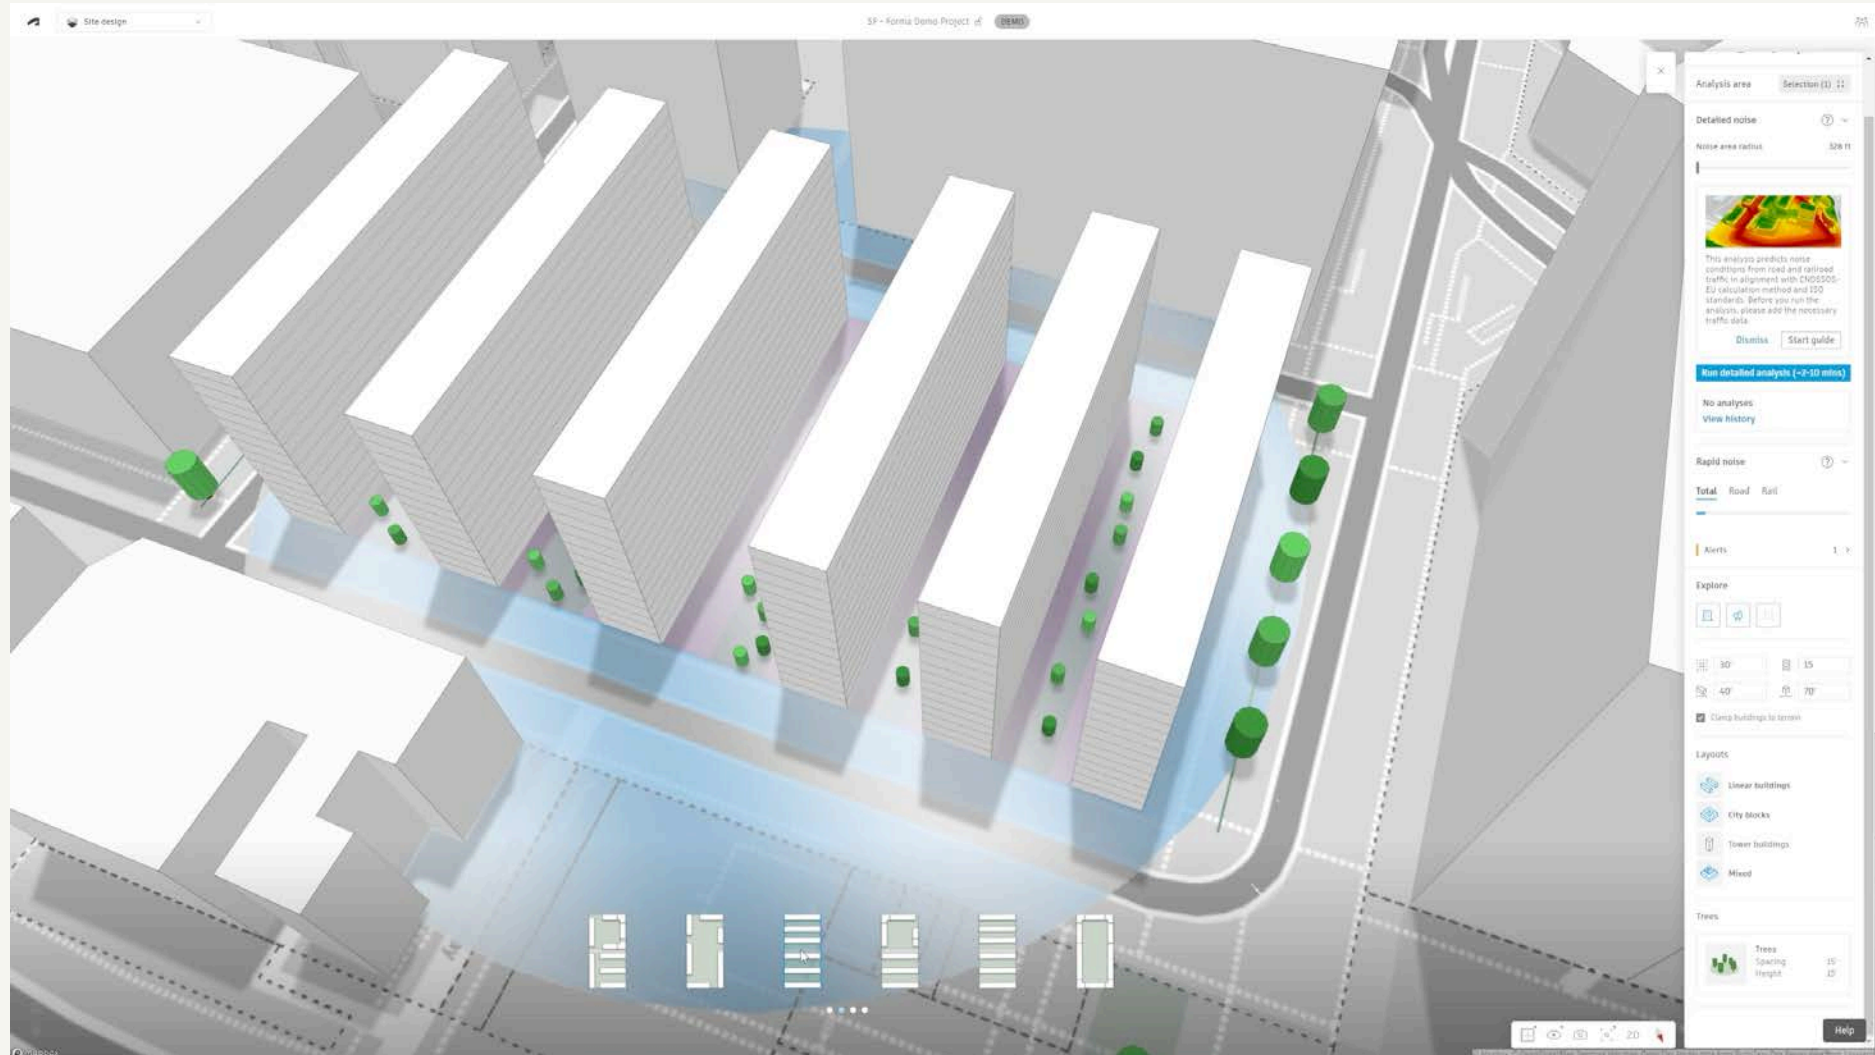 Site design
SF - Forma Demo Project
DEMO
Analysis area
Selection (1)
Detailed noise
Noise area radius
328 ft
This analysis predicts noise
conditions from road and railroad
traffic in alignment with CNOSSOS-
EU calculation method and ISO
standards. Before you run the
analysis, please add the necessary
traffic data.
Dismiss
Start guide
Run detailed analysis (~2-10 mins)
No analyses
View history
Rapid noise
Total
Road
Rail
Alerts
1
Explore
30'
15
40'
70'
Clamp buildings to terrain
Layouts
Linear buildings
City blocks
Tower buildings
Mixed
Trees
Trees
Spacing
15'
Height
15'
2D
Help